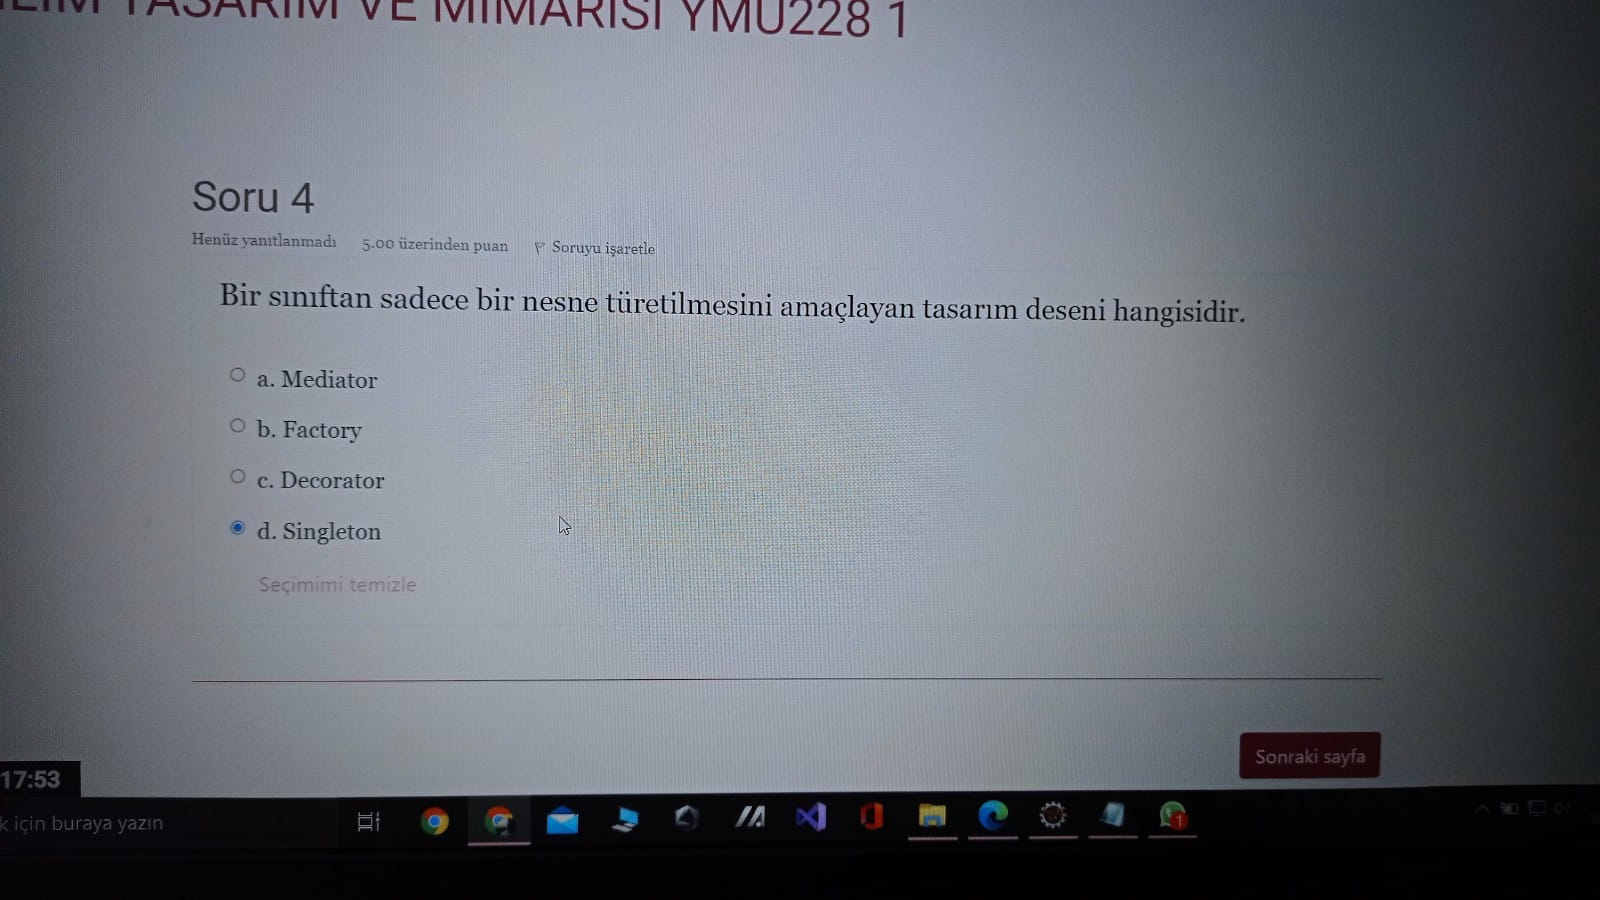 TASARIM VE MİMARİSİ YMÜ228 1
Soru 4
Henüz yanıtlanmadı 5.00 üzerinden puan Soruyu işaretle
Bir sınıftan sadece bir nesne türetilmesini amaçlayan tasarım deseni hangisidir.
a. Mediator
b. Factory
c. Decorator
d. Singleton
Seçimimi temizle
Sonraki sayfa
17:53
için buraya yazın
1